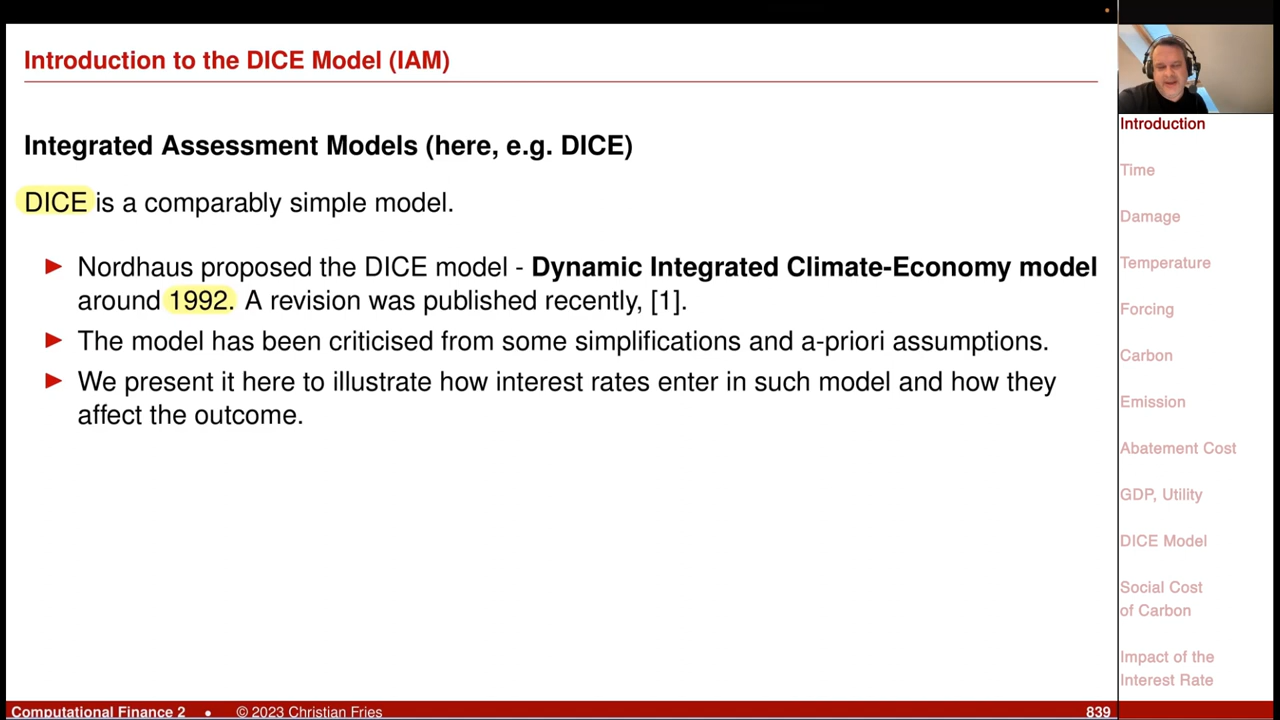 Introduction to the DICE Model (IAM)
Integrated Assessment Models (here, e.g. DICE)
DICE is a comparably simple model.
Nordhaus proposed the DICE model - Dynamic Integrated Climate-Economy model
around 1992. A revision was published recently, [1].
The model has been criticised from some simplifications and a-priori assumptions.
We present it here to illustrate how interest rates enter in such model and how they
affect the outcome.
Introduction
Time
Damage
Temperature
Forcing
Carbon
Emission
Abatement Cost
GDP, Utility
DICE Model
Social Cost
of Carbon
Impact of the
Interest Rate
Computational Finance 2 • © 2023 Christian Fries 839